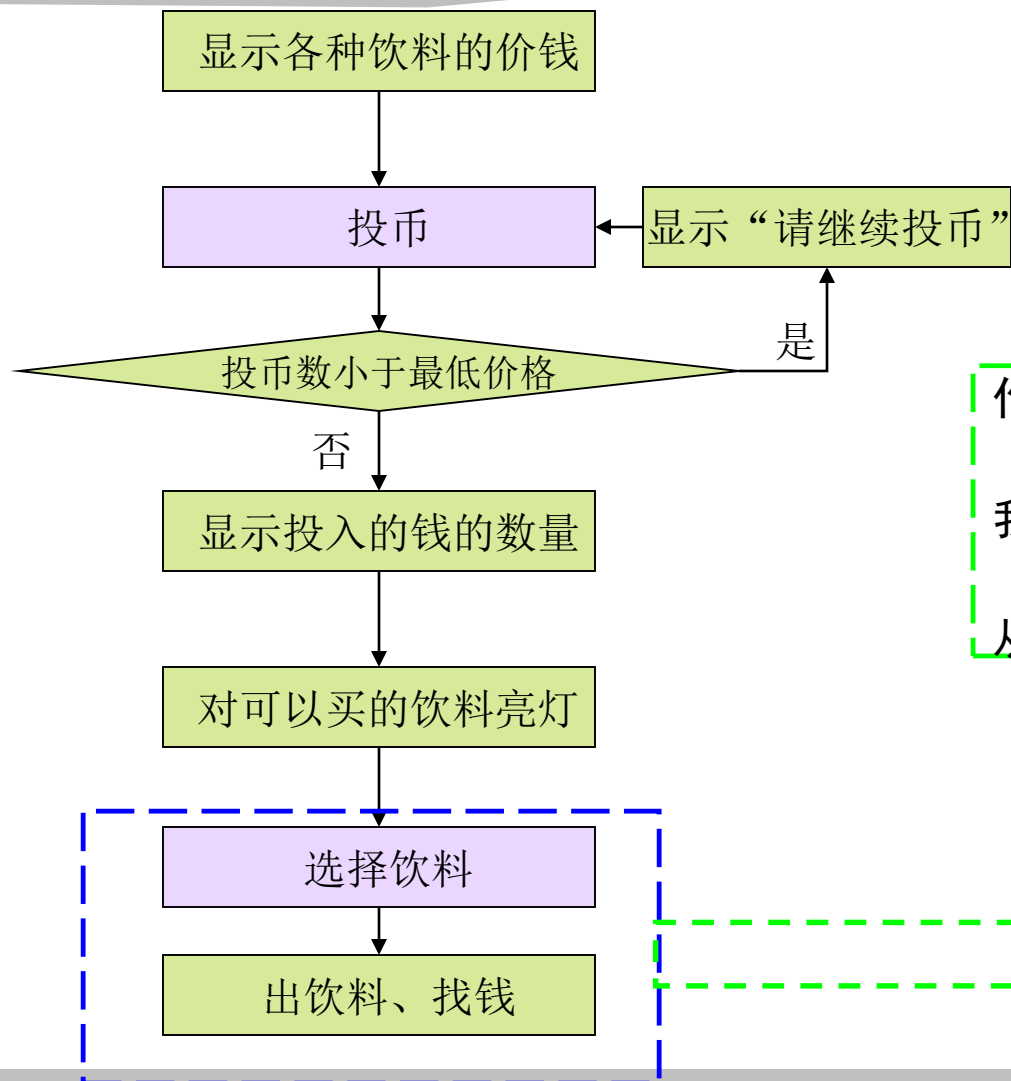 显示各种饮料的价钱
投币
显示“请继续投币”
投币数小于最低价格
是
否
显示投入的钱的数量
对可以买的饮料亮灯
选择饮料
出饮料、找钱